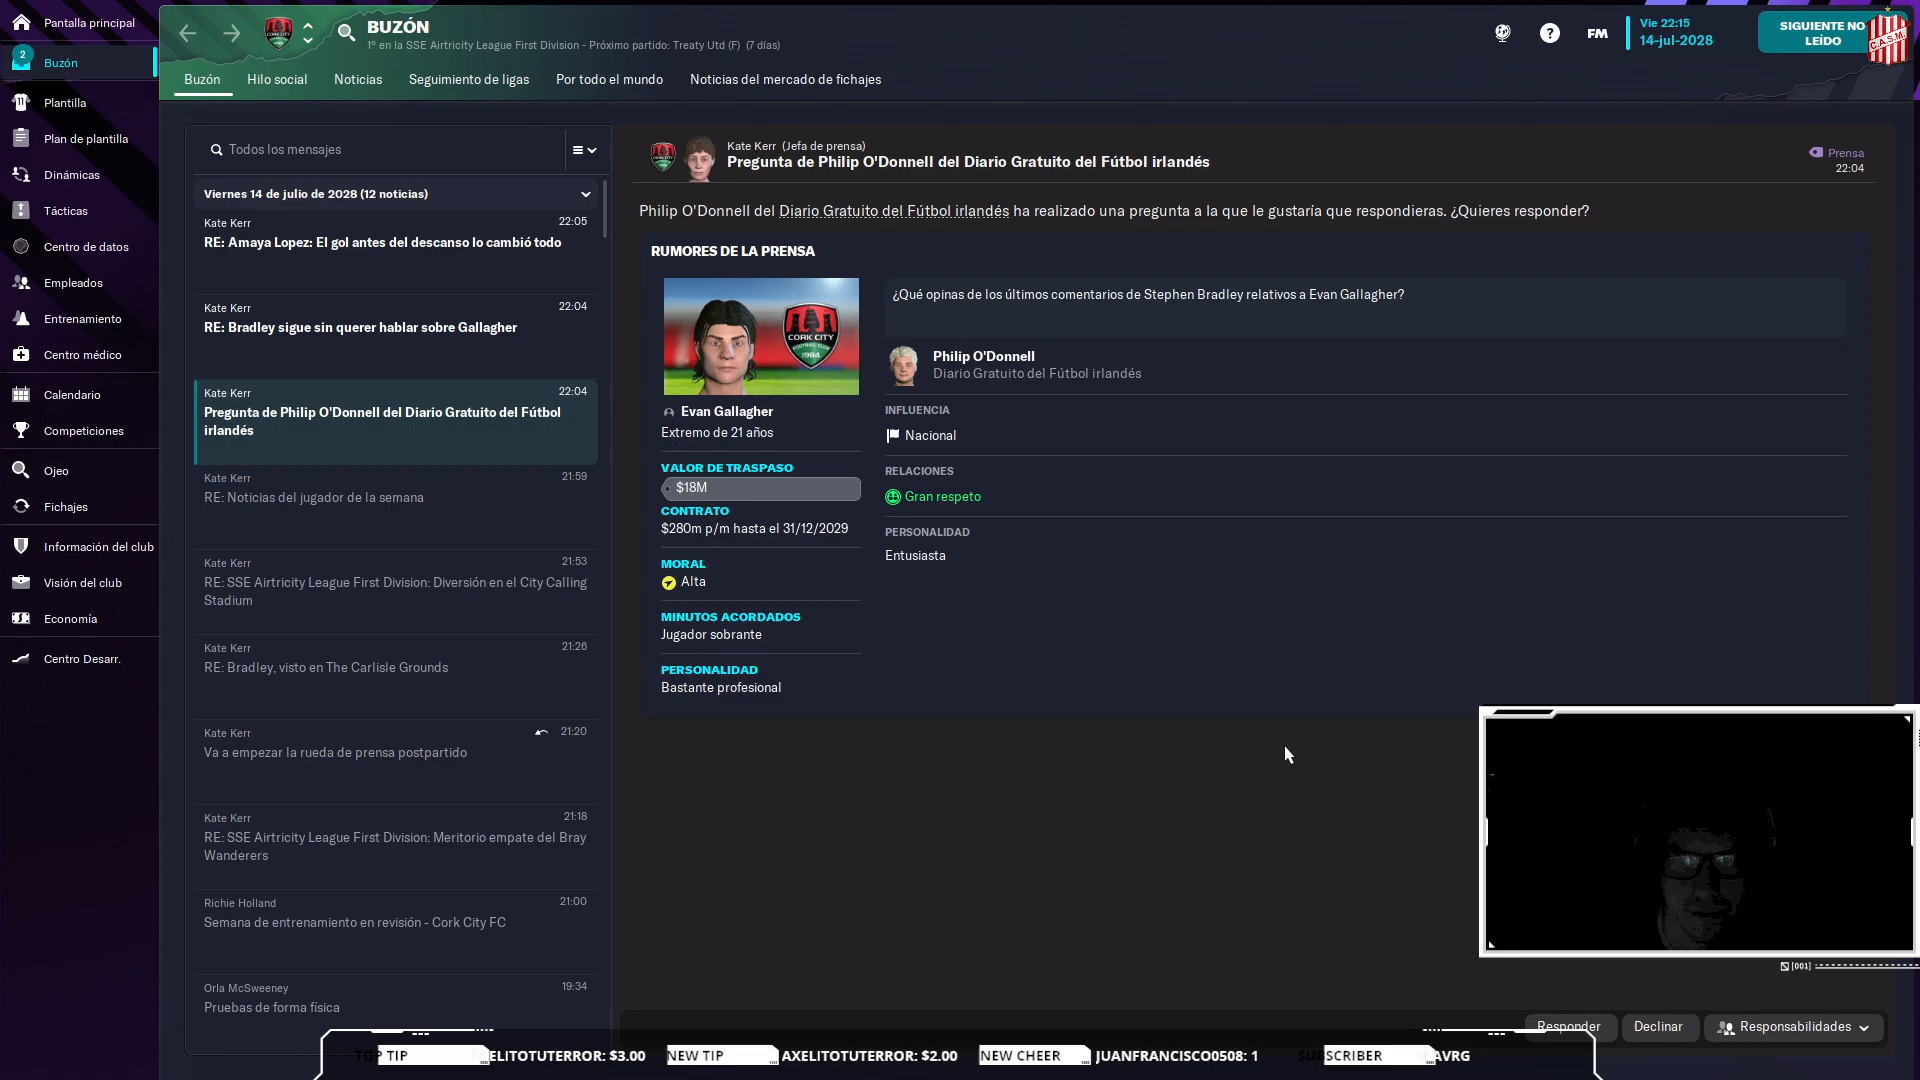 Pantalla principal
2
Buzón
Plantilla
Plan de plantilla
Dinámicas
Tácticas
Centro de datos
Empleados
Entrenamiento
Centro médico
Calendario
Competiciones
Ojeo
Fichajes
Información del club
Visión del club
Economía
Centro Desarr.
BUZÓN
1º en la SSE Airtricity League First Division - Próximo partido: Treaty Utd (F) (7 días)
FM
Vie 22:15
14-jul-2028
SIGUIENTE NO LEÍDO
C.A.S.M.
Buzón
Hilo social
Noticias
Seguimiento de ligas
Por todo el mundo
Noticias del mercado de fichajes
Todos los mensajes
Viernes 14 de julio de 2028 (12 noticias)
Kate Kerr 22:05
RE: Amaya Lopez: El gol antes del descanso lo cambió todo
Kate Kerr 22:04
RE: Bradley sigue sin querer hablar sobre Gallagher
Kate Kerr 22:04
Pregunta de Philip O'Donnell del Diario Gratuito del Fútbol
irlandés
Kate Kerr 21:59
RE: Noticias del jugador de la semana
Kate Kerr 21:53
RE: SSE Airtricity League First Division: Diversión en el City Calling
Stadium
Kate Kerr 21:26
RE: Bradley, visto en The Carlisle Grounds
Kate Kerr 21:20
Va a empezar la rueda de prensa postpartido
Kate Kerr 21:18
RE: SSE Airtricity League First Division: Meritorio empate del Bray
Wanderers
Richie Holland 21:00
Semana de entrenamiento en revisión - Cork City FC
Orla McSweeney 19:34
Pruebas de forma física
Kate Kerr (Jefa de prensa)
Pregunta de Philip O'Donnell del Diario Gratuito del Fútbol irlandés
Prensa
22:04
Philip O'Donnell del Diario Gratuito del Fútbol irlandés ha realizado una pregunta a la que le gustaría que respondieras. ¿Quieres responder?
RUMORES DE LA PRENSA
CORK CITY
FOOTBALL CLUB
1984
Evan Gallagher
Extremo de 21 años
VALOR DE TRASPASO
$18M
CONTRATO
$280m p/m hasta el 31/12/2029
MORAL
Alta
MINUTOS ACORDADOS
Jugador sobrante
PERSONALIDAD
Bastante profesional
¿Qué opinas de los últimos comentarios de Stephen Bradley relativos a Evan Gallagher?
Philip O'Donnell
Diario Gratuito del Fútbol irlandés
INFLUENCIA
Nacional
RELACIONES
Gran respeto
PERSONALIDAD
Entusiasta
[001]
Responder
Declinar
Responsabilidades
TOP TIP
ELITOTUTERROR: $3.00
NEW TIP
AXELITOTUTERROR: $2.00
NEW CHEER
JUANFRANCISCO0508: 1
SUBSCRIBER
AVRG